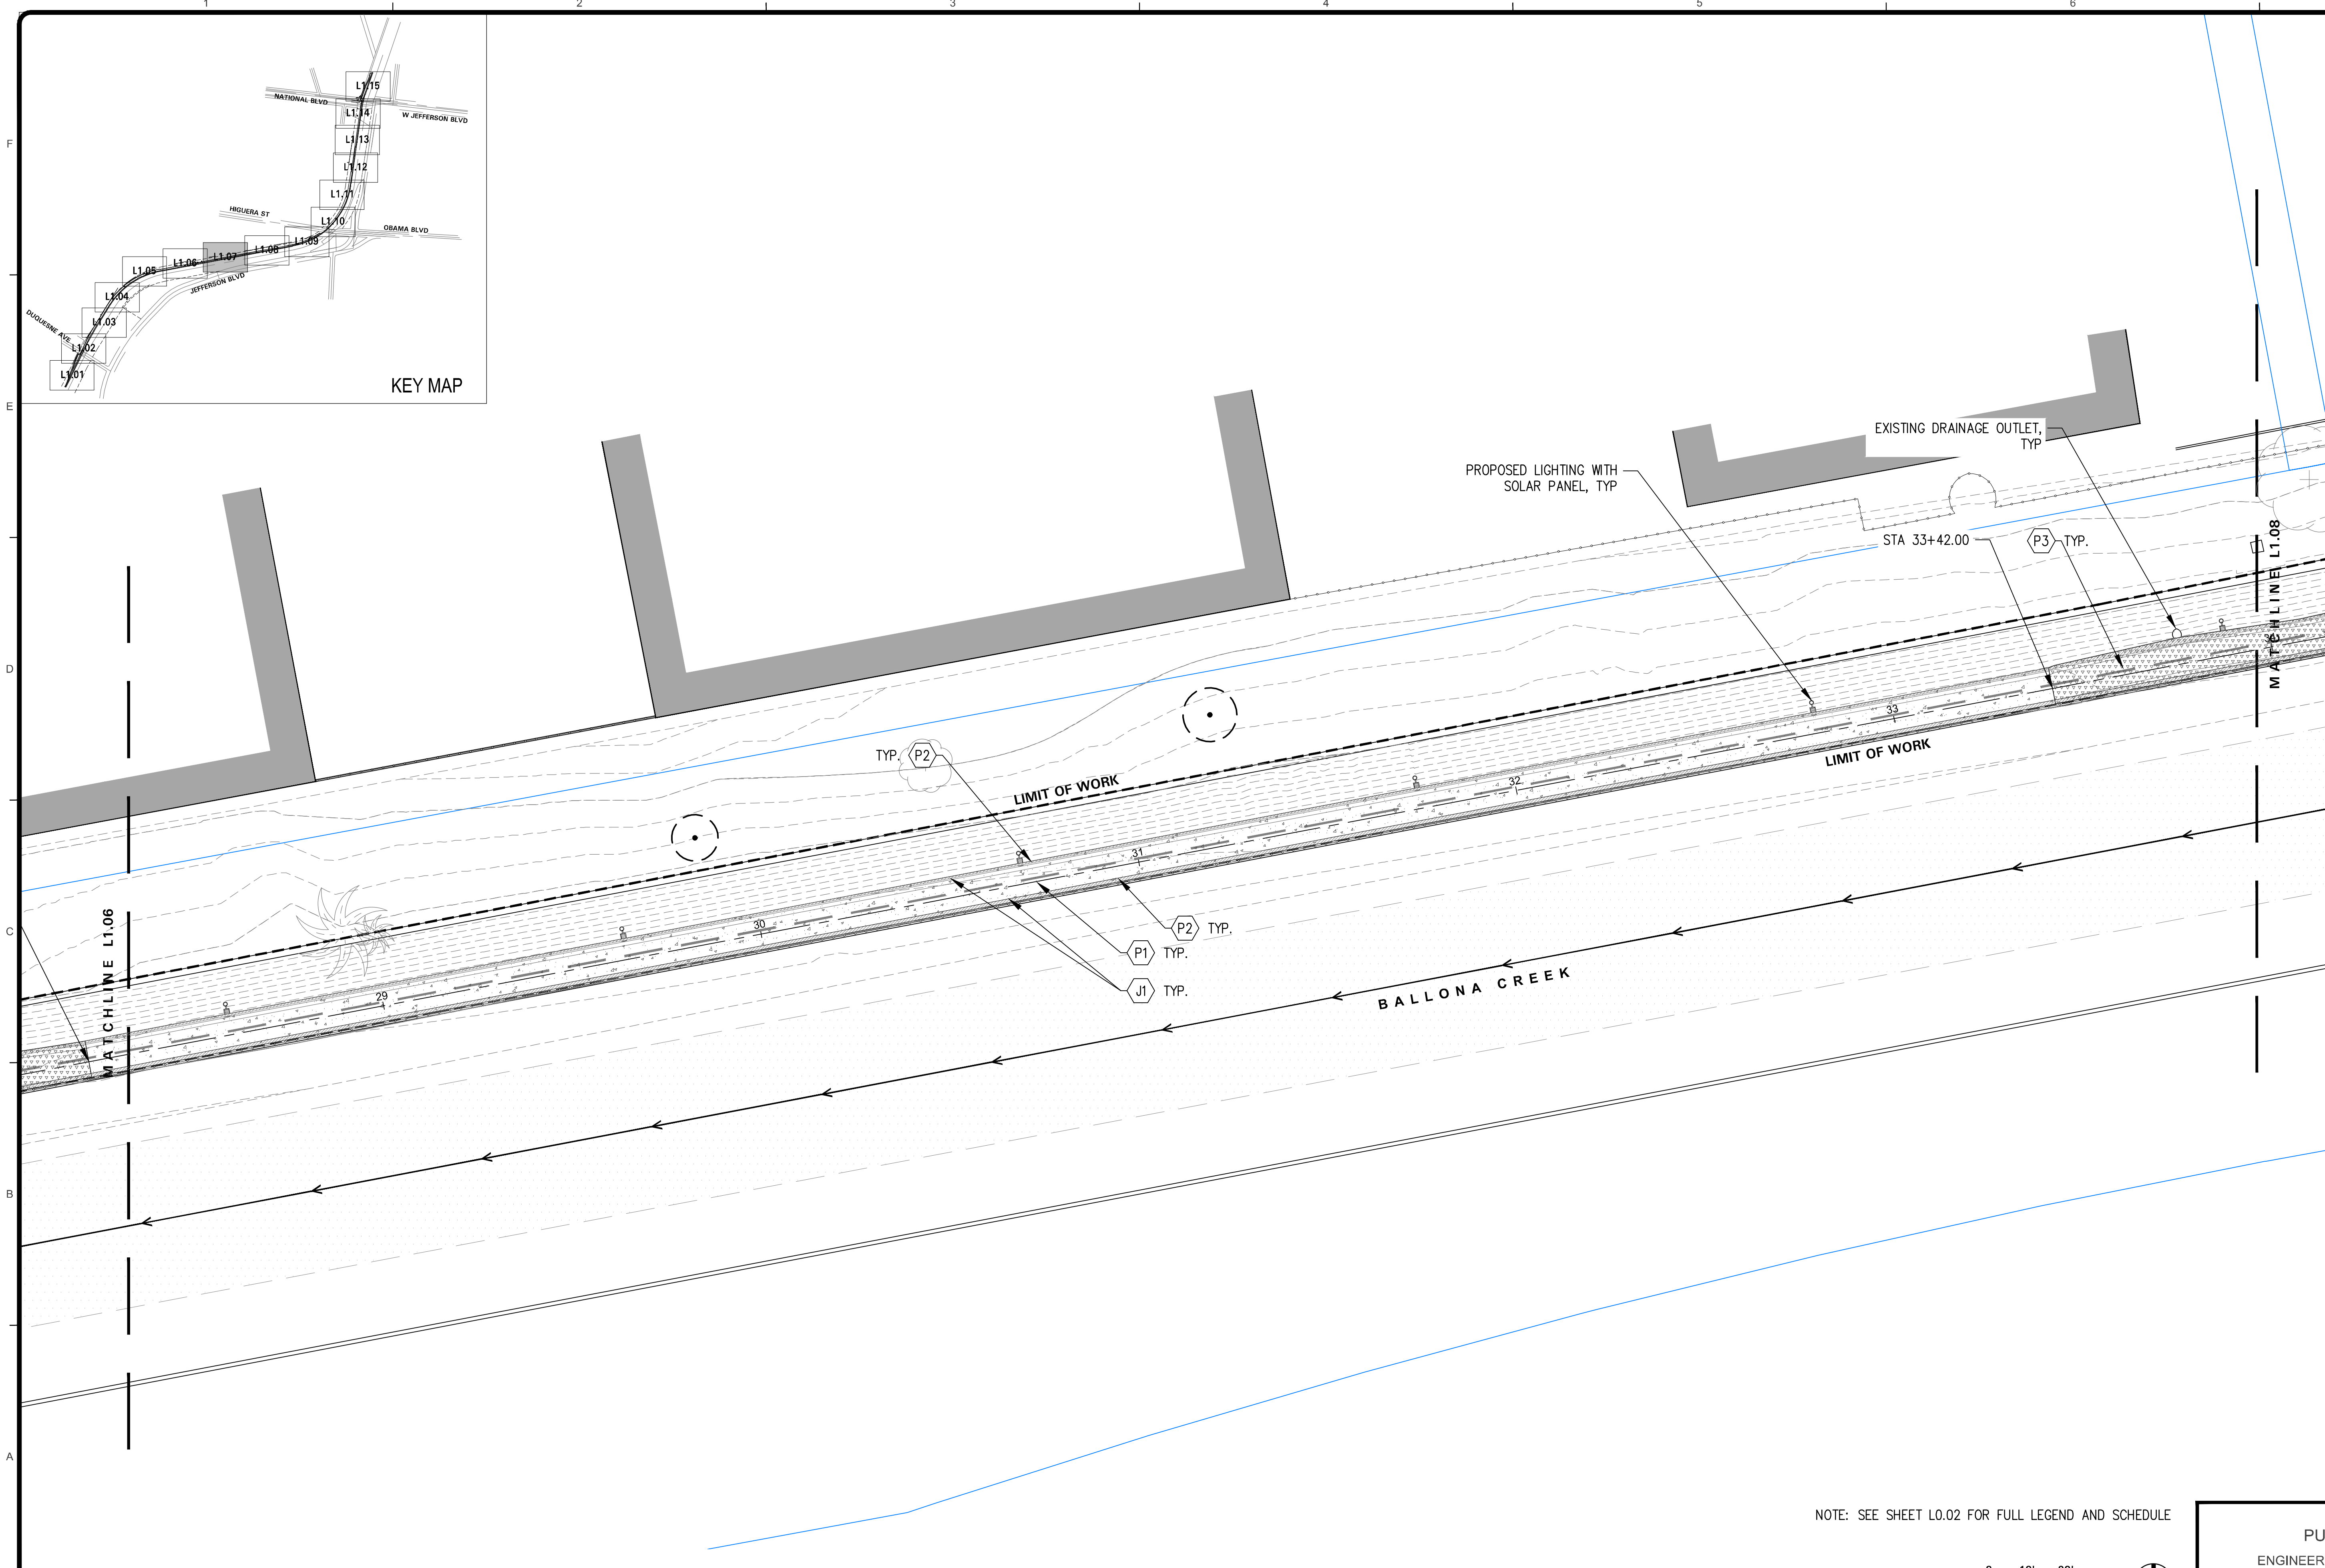 1 2 3 4 5 6
F
E
D
C
B
A
L1.15
NATIONAL BLVD
W JEFFERSON BLVD
L1.14
L1.13
L1.12
L1.11
HIGUERA ST
L1.10
OBAMA BLVD
L1.09
L1.08
L1.07
L1.06
L1.05
JEFFERSON BLVD
L1.04
DUQUESNE AVE
L1.03
L1.02
L1.01
KEY MAP
EXISTING DRAINAGE OUTLET,
TYP
PROPOSED LIGHTING WITH
SOLAR PANEL, TYP
STA 33+42.00
P3 TYP.
MATCHLINE L1.08
33
LIMIT OF WORK
32
TYP. P2
LIMIT OF WORK
31
30
29
P2 TYP.
P1 TYP.
J1 TYP.
MATCHLINE L1.06
BALLONA CREEK
NOTE: SEE SHEET L0.02 FOR FULL LEGEND AND SCHEDULE
PU
ENGINEER